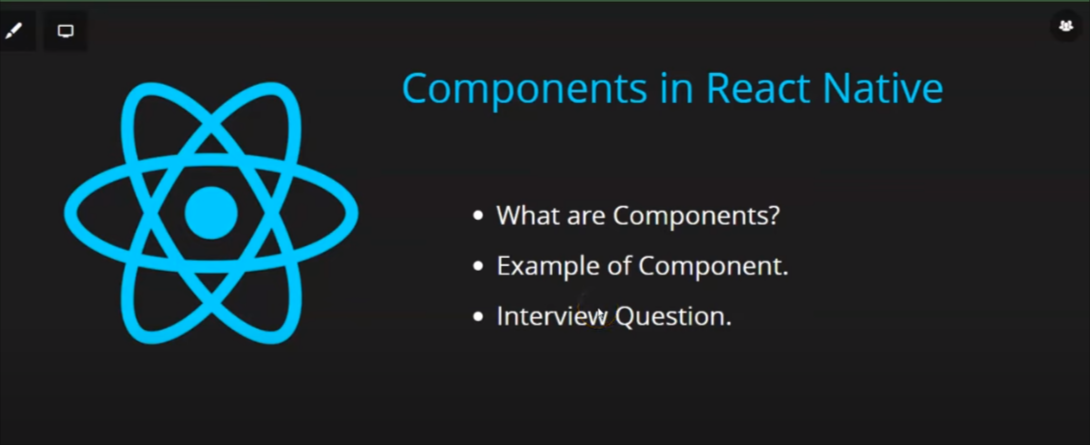 Components in React Native
• What are Components?
• Example of Component.
• Interview Question.